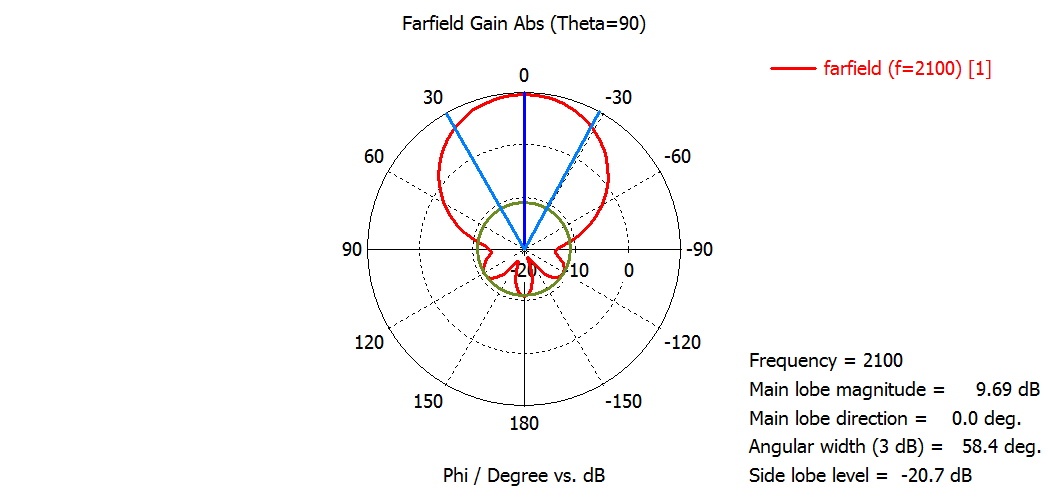 Farfield Gain Abs (Theta=90)
farfield (f=2100) [1]
0
30
-30
60
-60
90
-90
-20
-10
0
120
-120
150
-150
180
Phi / Degree vs. dB
Frequency = 2100
Main lobe magnitude = 9.69 dB
Main lobe direction = 0.0 deg.
Angular width (3 dB) = 58.4 deg.
Side lobe level = -20.7 dB